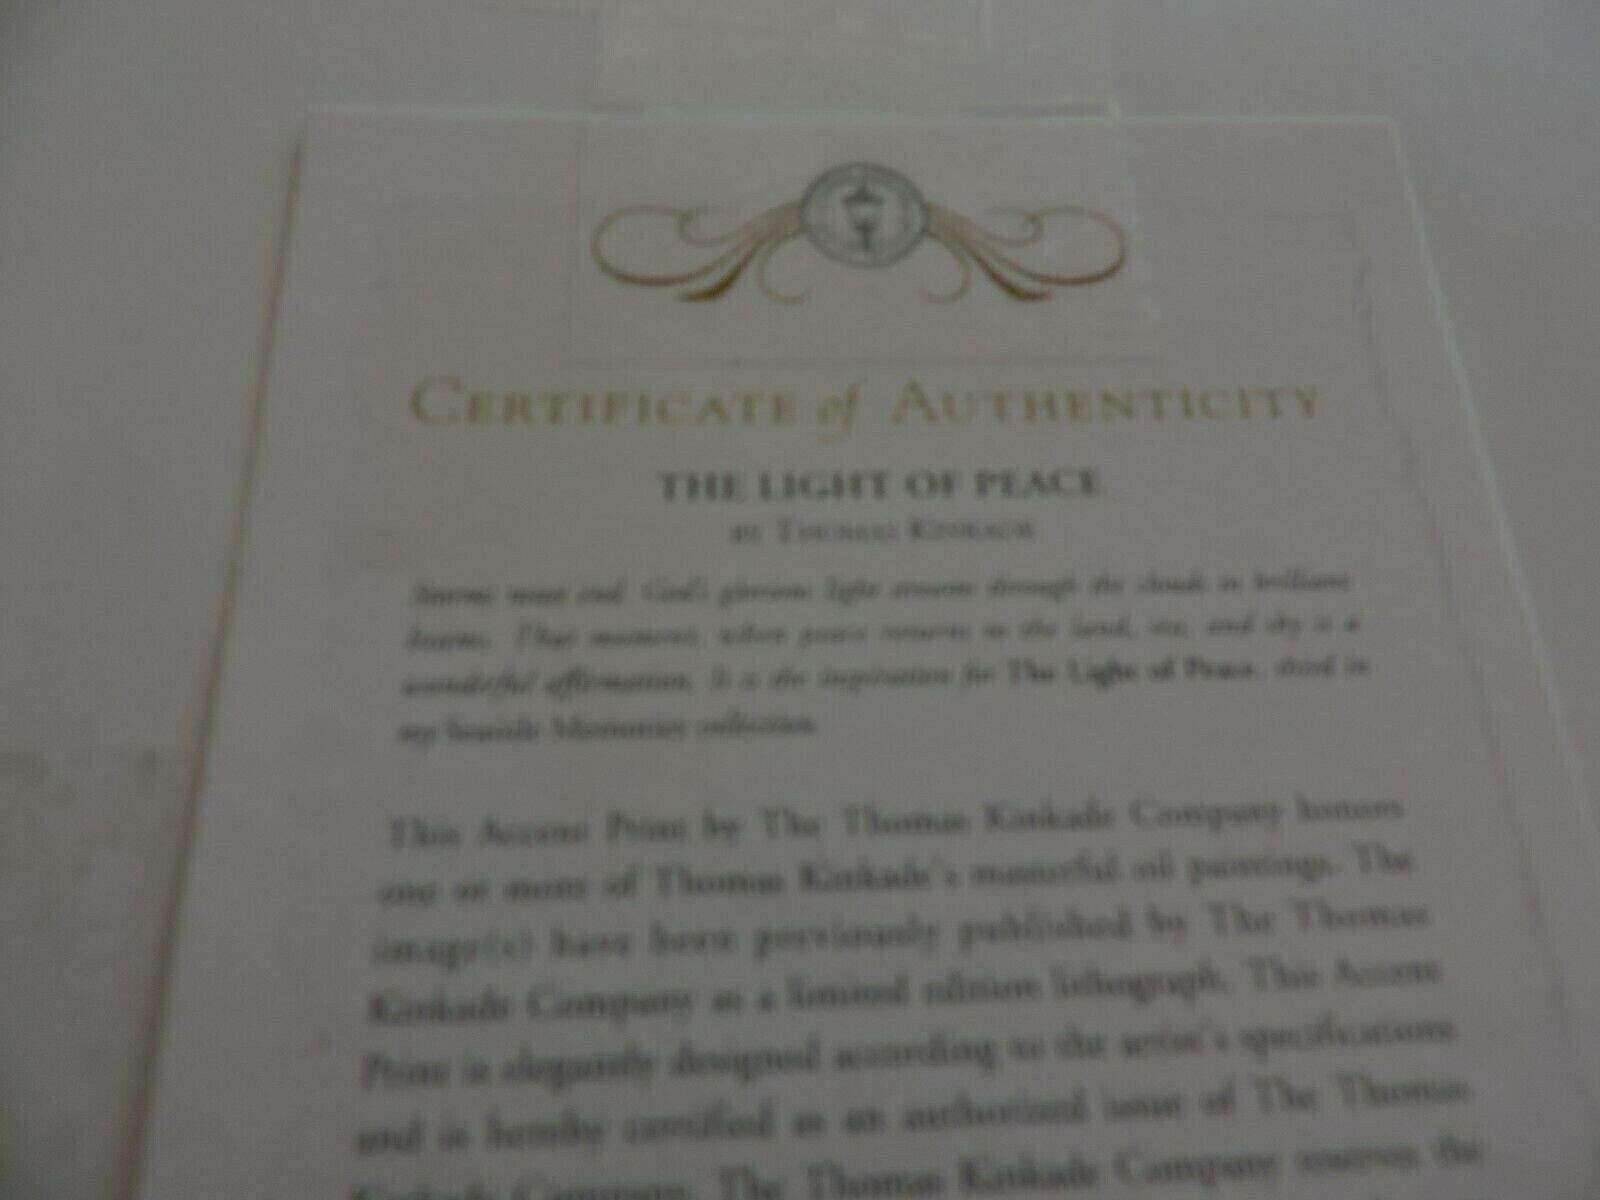 CERTIFICATE of AUTHENTICITY
THE LIGHT OF PEACE
BY THOMAS KINKADE
Storms must end. God's glorious light streams through the clouds in brilliant
beams. That moment, when peace returns to the land, sea, and sky is a
wonderful affirmation. It is the inspiration for The Light of Peace, third in
my Seaside Memories collection.
This Accent Print by The Thomas Kinkade Company honors
one or more of Thomas Kinkade's masterful oil paintings. The
image(s) have been previously published by The Thomas
Kinkade Company as a limited edition lithograph. This Accent
Print is elegantly designed according to the artist's specifications
and is hereby certified as an authorized issue of The Thomas
Kinkade Company. The Thomas Kinkade Company reserves the